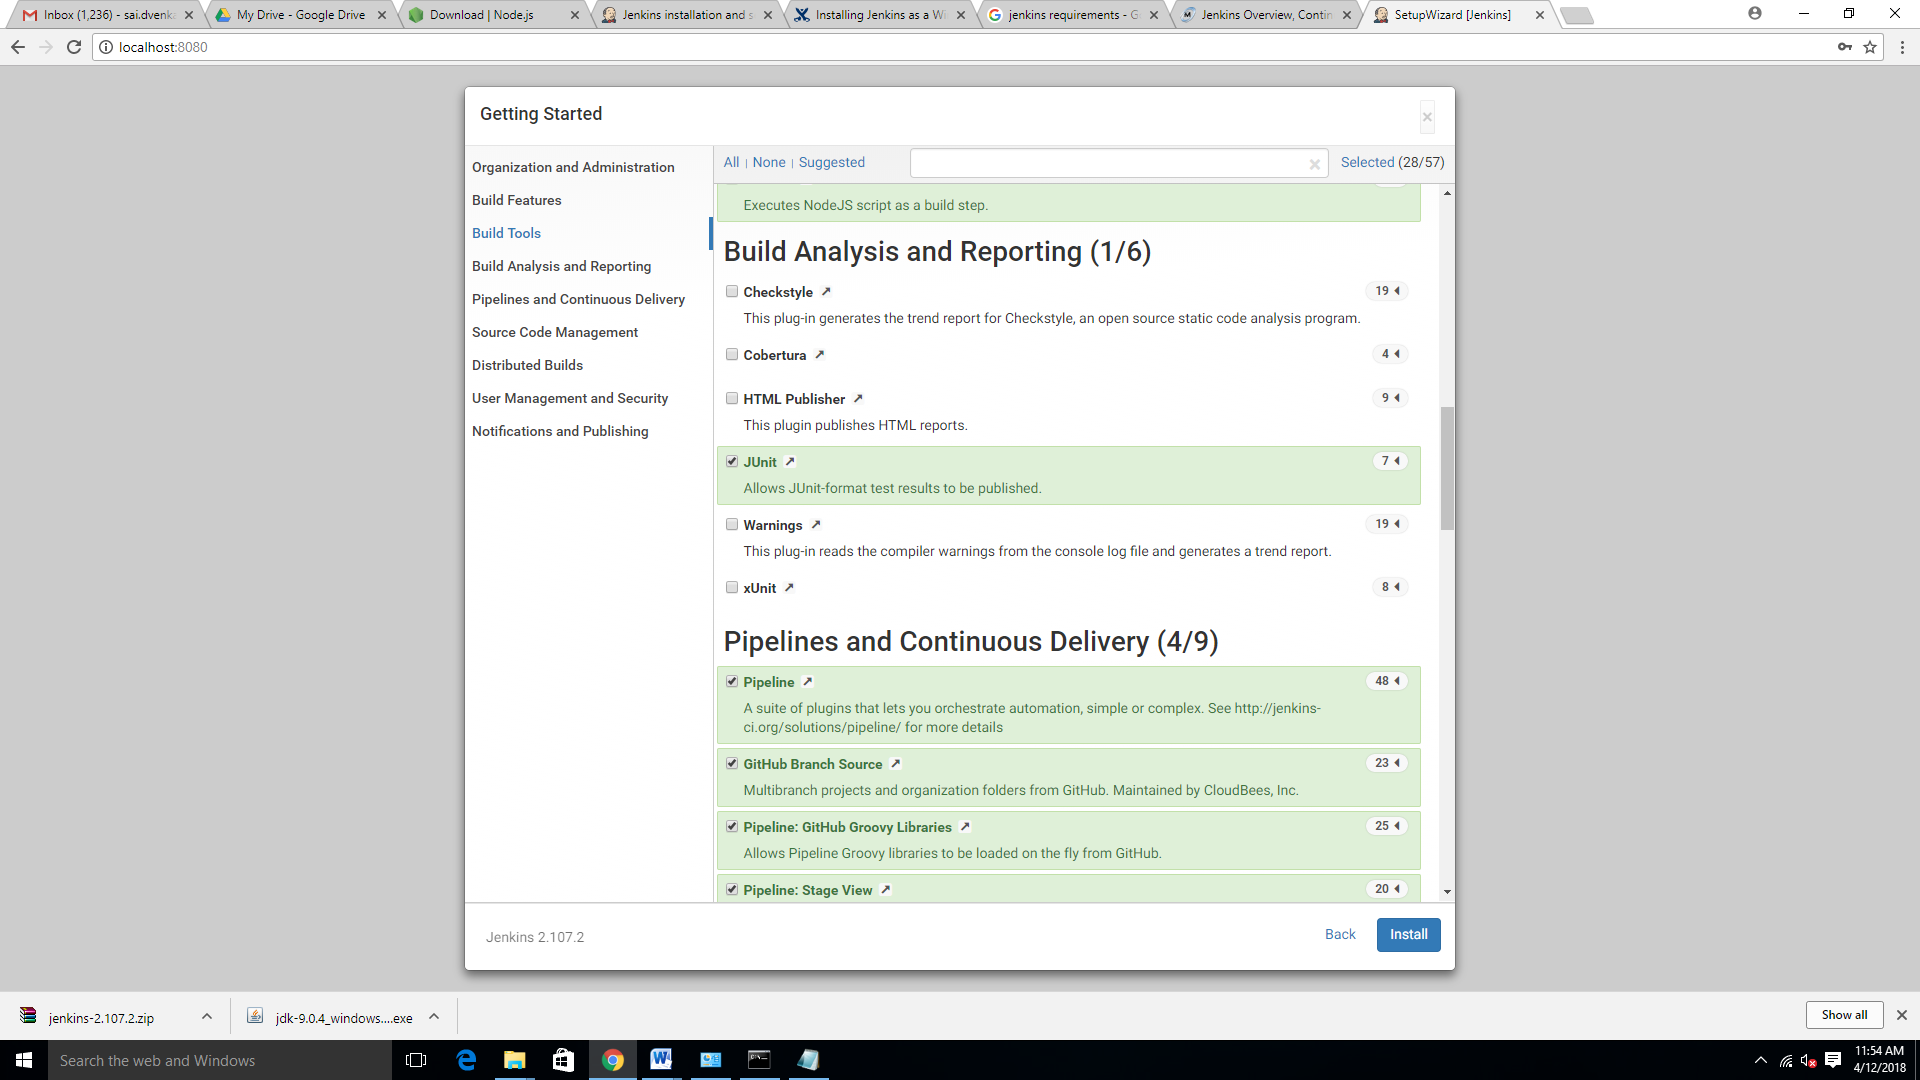 Inbox (1,236) - sai.dvenka
My Drive - Google Drive
Download | Node.js
Jenkins installation and s
Installing Jenkins as a Wi
jenkins requirements - G
Jenkins Overview, Contin
SetupWizard [Jenkins]
localhost:8080
Getting Started
Organization and Administration
Build Features
Build Tools
Build Analysis and Reporting
Pipelines and Continuous Delivery
Source Code Management
Distributed Builds
User Management and Security
Notifications and Publishing
All | None | Suggested
Selected (28/57)
Executes NodeJS script as a build step.
Build Analysis and Reporting (1/6)
Checkstyle
19
This plug-in generates the trend report for Checkstyle, an open source static code analysis program.
Cobertura
4
HTML Publisher
9
This plugin publishes HTML reports.
JUnit
7
Allows JUnit-format test results to be published.
Warnings
19
This plug-in reads the compiler warnings from the console log file and generates a trend report.
xUnit
8
Pipelines and Continuous Delivery (4/9)
Pipeline
48
A suite of plugins that lets you orchestrate automation, simple or complex. See http://jenkins-
ci.org/solutions/pipeline/ for more details
GitHub Branch Source
23
Multibranch projects and organization folders from GitHub. Maintained by CloudBees, Inc.
Pipeline: GitHub Groovy Libraries
25
Allows Pipeline Groovy libraries to be loaded on the fly from GitHub.
Pipeline: Stage View
20
Jenkins 2.107.2
Back
Install
jenkins-2.107.2.zip
jdk-9.0.4_windows....exe
Show all
Search the web and Windows
11:54 AM
4/12/2018